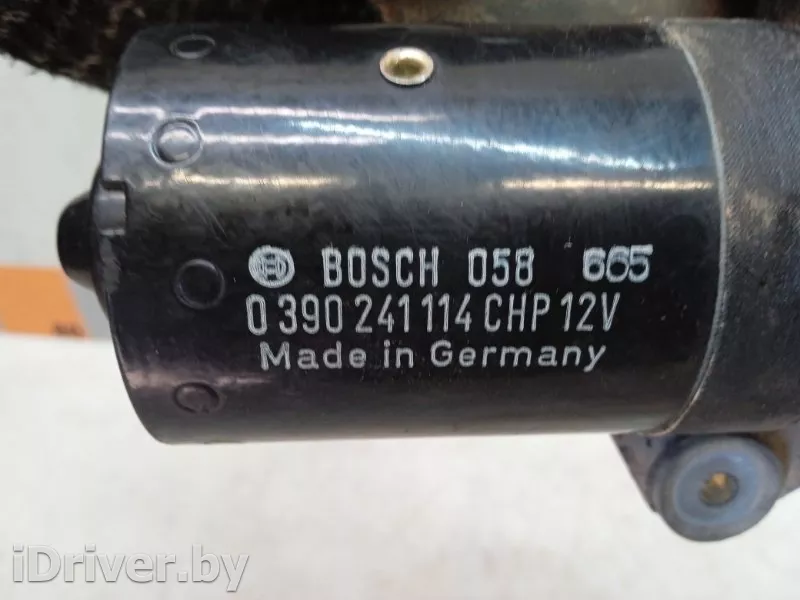 BOSCH 058 665
0 390 241 114 CHP 12V
Made in Germany
iDriver.by